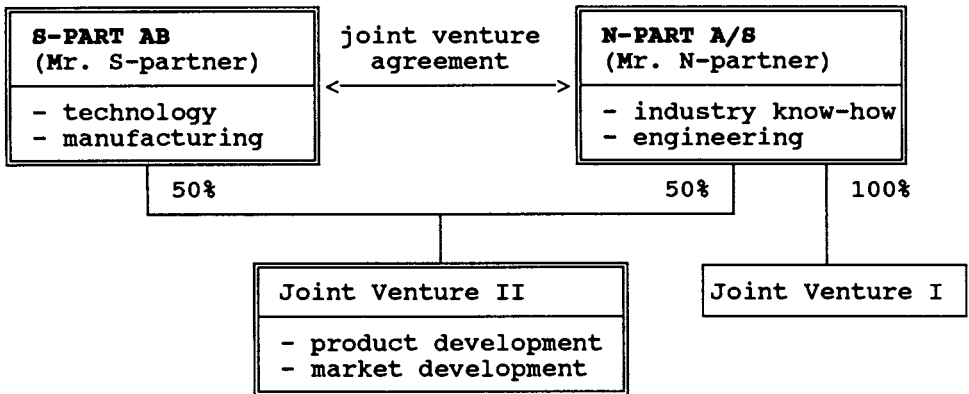 S-PART AB
(Mr. S-partner)
- technology
- manufacturing
joint venture
agreement
N-PART A/S
(Mr. N-partner)
- industry know-how
- engineering
50%
50%
100%
Joint Venture II
- product development
- market development
Joint Venture I